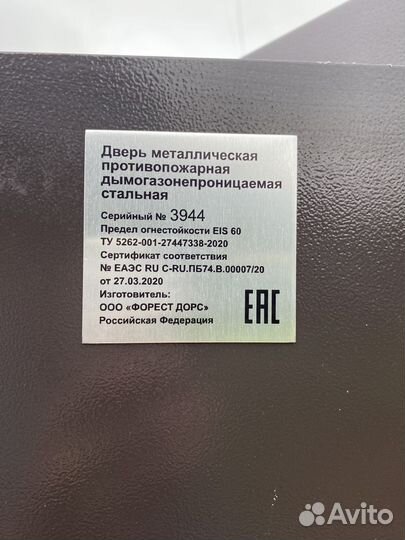 Дверь металлическая
противопожарная
дымогазонепроницаемая
стальная
Серийный № 3944
Предел огнестойкости EIS 60
ТУ 5262-001-27447338-2020
Сертификат соответствия
№ ЕАЭС RU C-RU.ПБ74.В.00007/20
от 27.03.2020
Изготовитель:
ООО «ФОРЕСТ ДОРС»
Российская Федерация
EAC
Avito